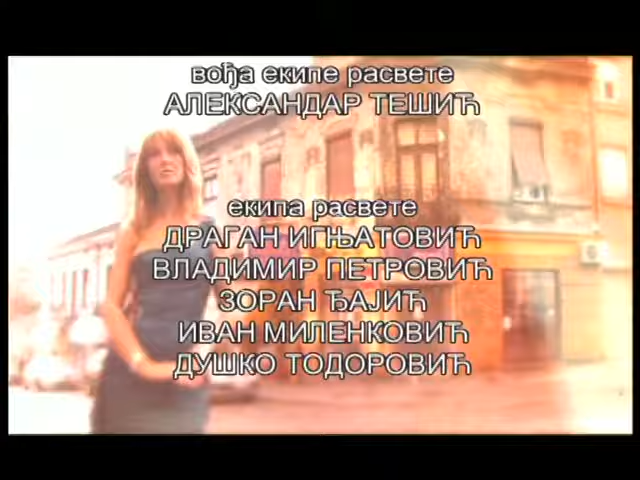 вођа екипе расвете
АЛЕКСАНДАР ТЕШИЋ
екипа расвете
ДРАГАН ИГЊАТОВИЋ
ВЛАДИМИР ПЕТРОВИЋ
ЗОРАН ЂАЈИЋ
ИВАН МИЛЕНКОВИЋ
ДУШКО ТОДОРОВИЋ